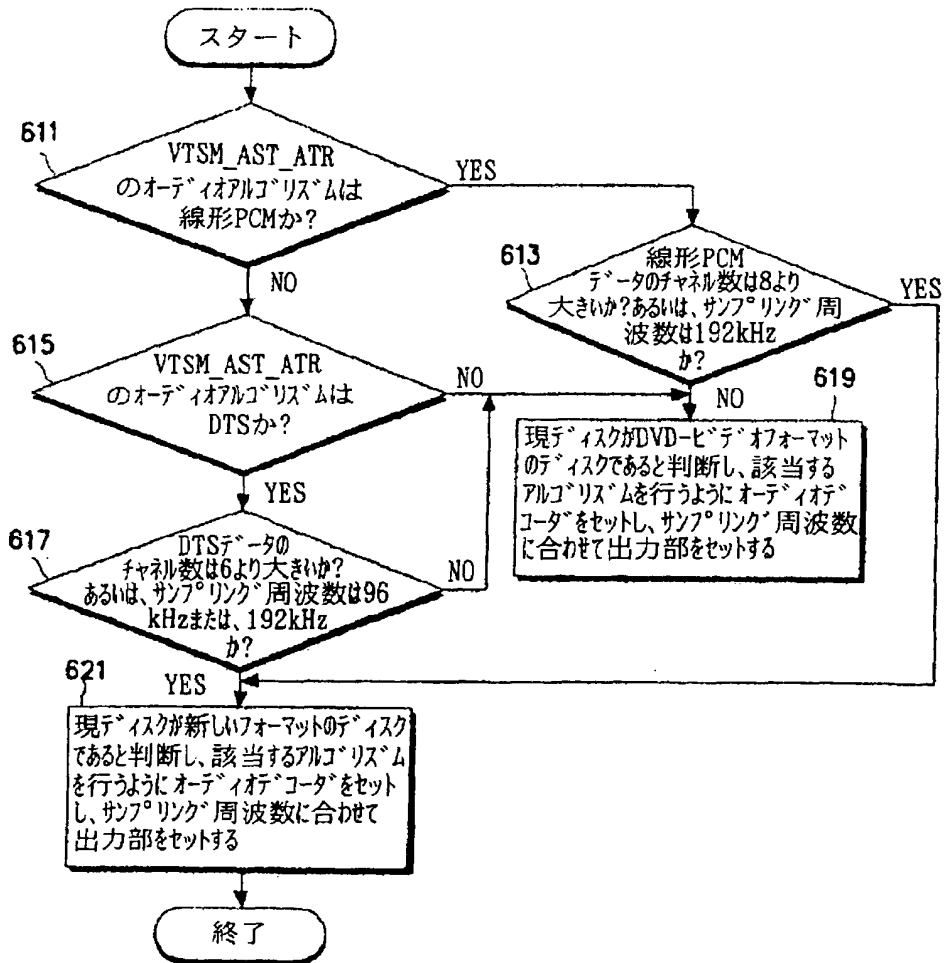 スタート
611
VTSM_AST_ATR
のオーディオアルゴリズムは
線形PCMか?
YES
NO
613
線形PCM
データのチャネル数は8より
大きいか?あるいは、サンプリング周
波数は192kHz
か?
YES
NO
615
VTSM_AST_ATR
のオーディオアルゴリズムは
DTSか?
NO
YES
619
現ディスクがDVD-ビデデオフォーマット
のディスクであると判断し、該当する
アルゴリズムを行うようにオーディオデ
コーダをセットし、サンプリング周波数
に合わせて出力部をセットする
617
DTSデータの
チャネル数は6より大きいか?
あるいは、サンプリング周波数は96
kHzまたは、192kHz
か?
NO
YES
621
現ディスクが新しいフォーマットのディスク
であると判断し、該当するアルゴリズム
を行うようにオーディオデコーダをセット
し、サンプリング周波数に合わせて
出力部をセットする
終了